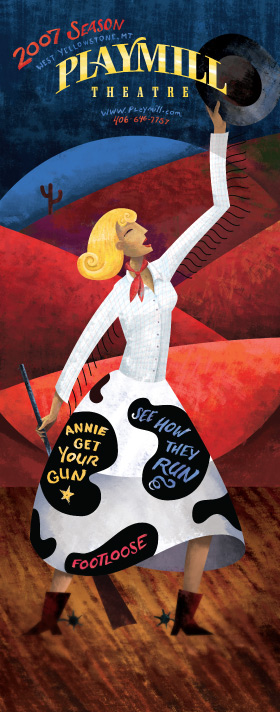 2007 SEASON
WEST YELLOWSTONE, MT
PLAYMILL
THEATRE
www.Playmill.com
406-646-7757
ANNIE
GET
YOUR
GUN
SEE HOW
THEY
RUN
FOOTLOOSE